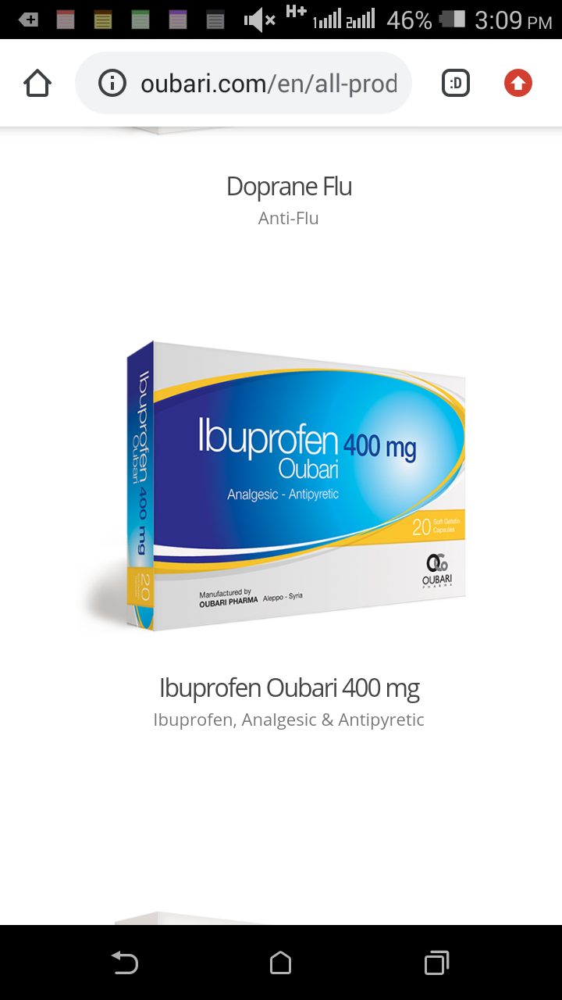 H+
1
2
46%
3:09 PM
oubari.com/en/all-prod
:D
Doprane Flu
Anti-Flu
Ibuprofen 400 mg
Oubari
Analgesic - Antipyretic
20 Soft Gelatin
Capsules
Ibuprofen 400 mg
Oubari
20
OUBARI
PHARMA
Manufactured by
OUBARI PHARMA Aleppo - Syria
Ibuprofen Oubari 400 mg
Ibuprofen, Analgesic & Antipyretic